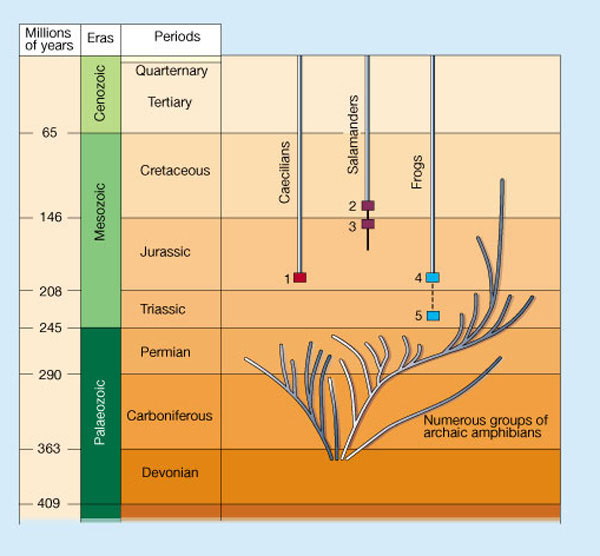 Millions
of years
Eras
Periods
Cenozoic
Quarternary
Tertiary
65
Mesozoic
Cretaceous
146
Jurassic
208
Triassic
245
Palaeozoic
Permian
290
Carboniferous
363
Devonian
409
Caecilians
Salamanders
Frogs
2
3
1
4
5
Numerous groups of
archaic amphibians